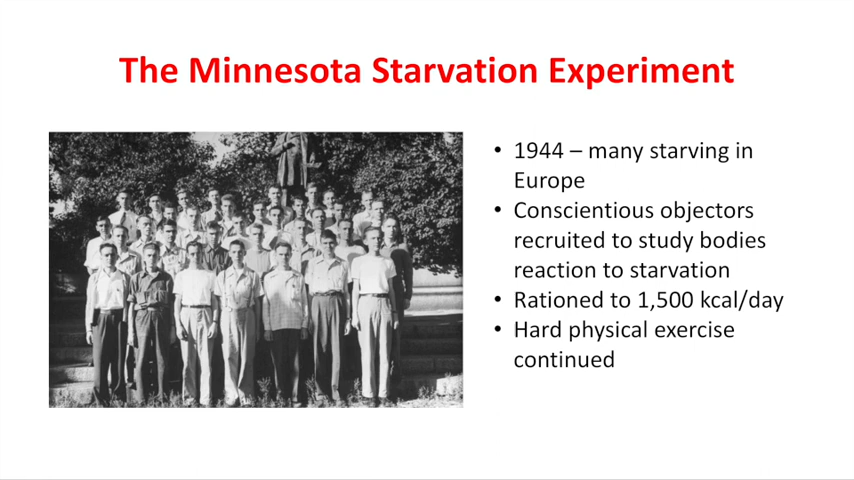 The Minnesota Starvation Experiment
• 1944 – many starving in
Europe
• Conscientious objectors
recruited to study bodies
reaction to starvation
• Rationed to 1,500 kcal/day
• Hard physical exercise
continued